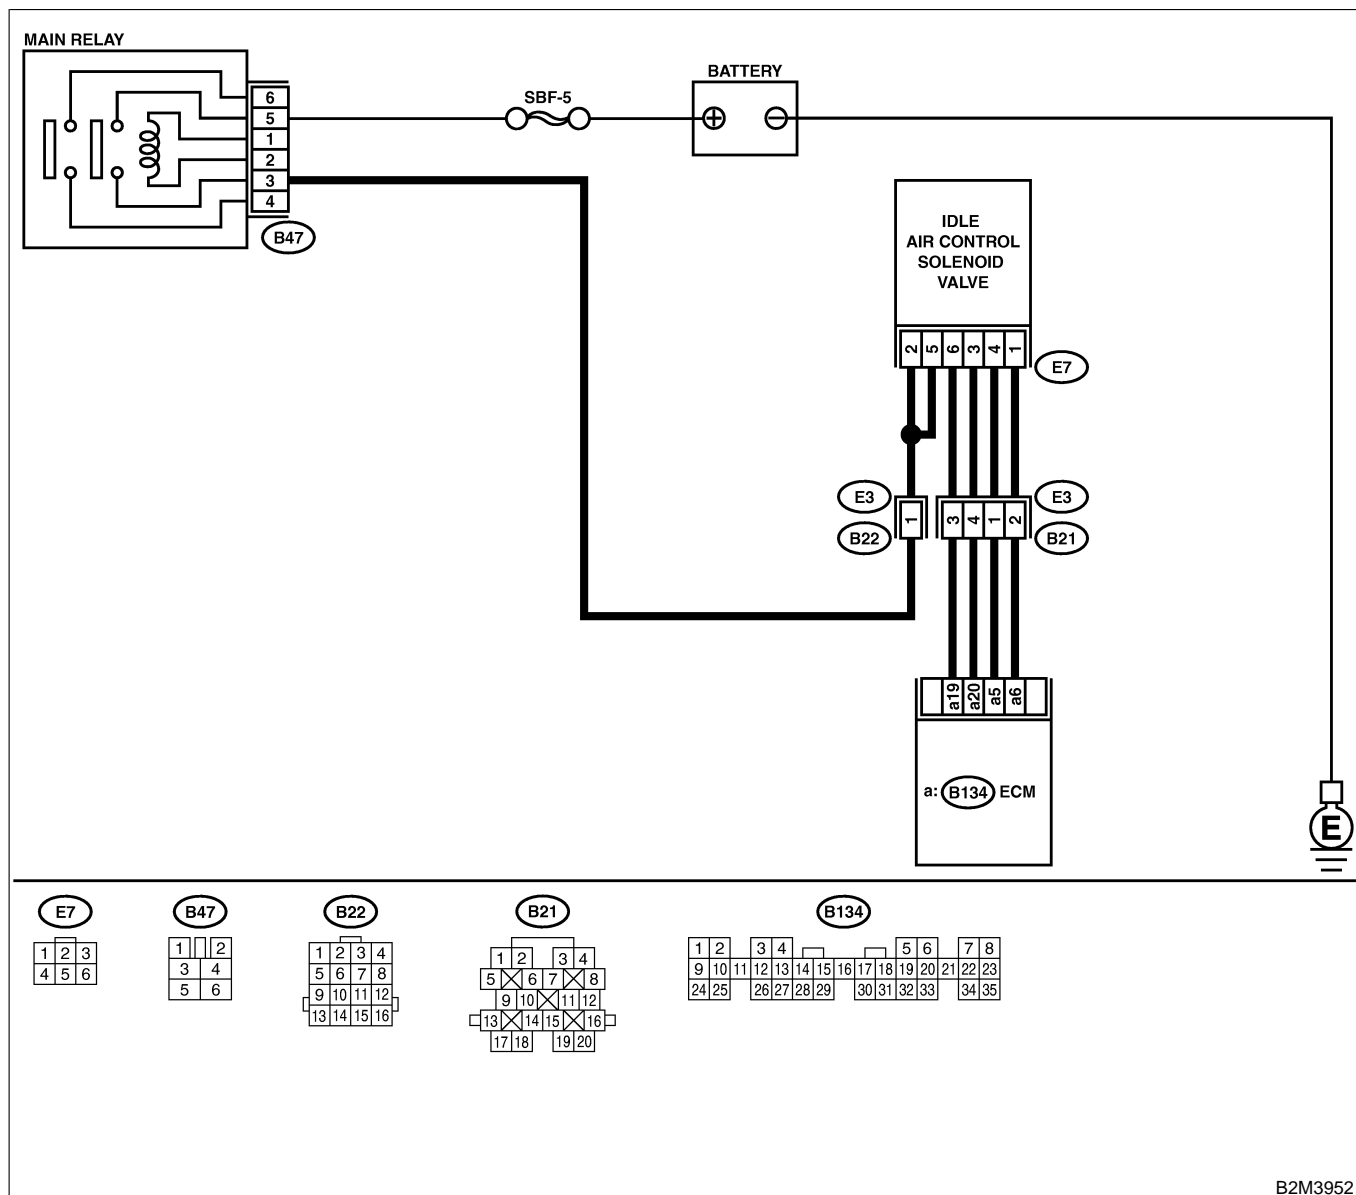 MAIN RELAY
BATTERY
SBF-5
6
5
1
2
3
4
B47
IDLE
AIR CONTROL
SOLENOID
VALVE
2 5 6 3 4 1
E7
E3 E3
1 3 4 1 2
B22 B21
a19 a20 a5 a6
a: B134 ECM
E
E7 B47 B22 B21 B134
1 2 3
4 5 6
1 2
3 4
5 6
1 2 3 4
5 6 7 8
9 10 11 12
13 14 15 16
1 2 3 4
5 6 7 8
9 10 11 12
13 14 15 16
17 18 19 20
1 2 3 4 5 6 7 8
9 10 11 12 13 14 15 16 17 18 19 20 21 22 23
24 25 26 27 28 29 30 31 32 33 34 35
B2M3952